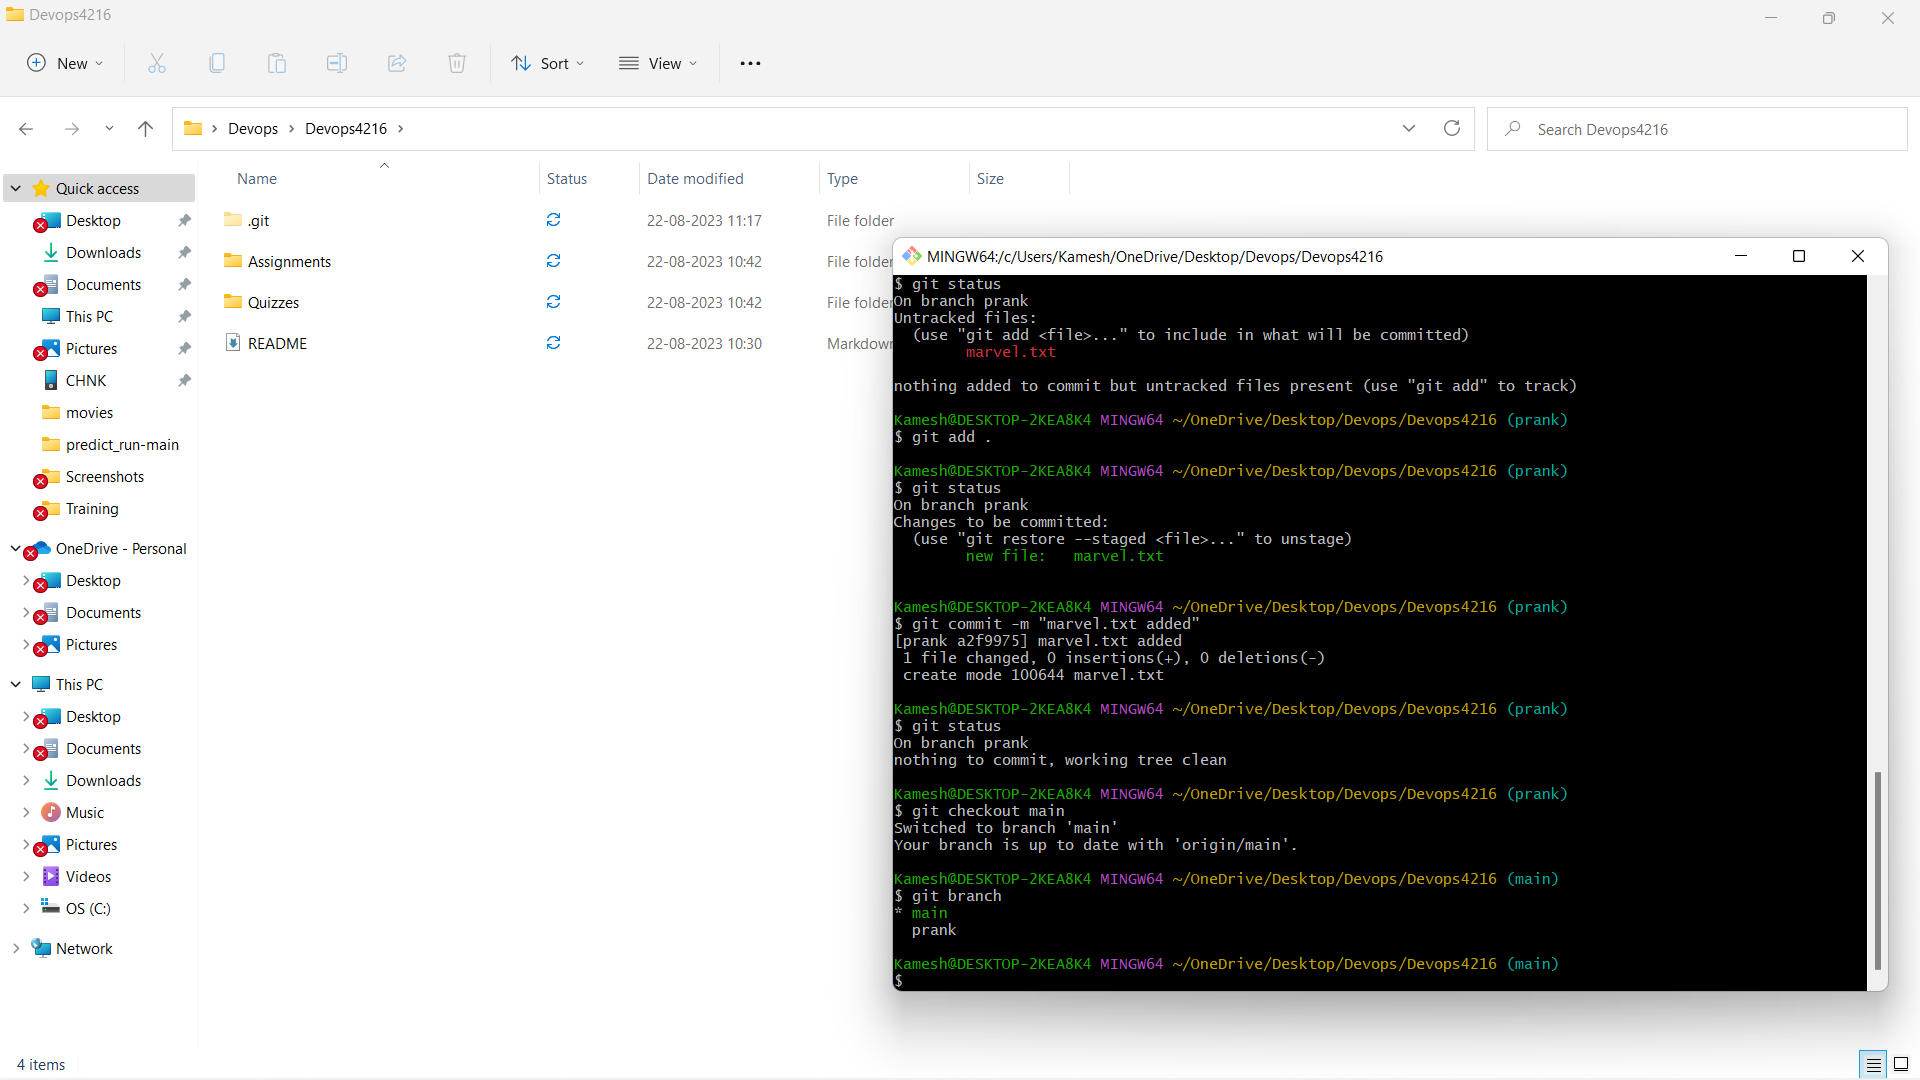 Devops4216
New
Sort
View
Devops > Devops4216 >
Search Devops4216
Name Status Date modified Type Size
.git 22-08-2023 11:17 File folder
Assignments 22-08-2023 10:42 File folder
Quizzes 22-08-2023 10:42 File folder
README 22-08-2023 10:30 Markdown
Quick access
Desktop
Downloads
Documents
This PC
Pictures
CHNK
movies
predict_run-main
Screenshots
Training
OneDrive - Personal
Desktop
Documents
Pictures
This PC
Desktop
Documents
Downloads
Music
Pictures
Videos
OS (C:)
Network
4 items
MINGW64:/c/Users/Kamesh/OneDrive/Desktop/Devops/Devops4216
$ git status
On branch prank
Untracked files:
(use "git add <file>..." to include in what will be committed)
marvel.txt
nothing added to commit but untracked files present (use "git add" to track)
Kamesh@DESKTOP-2KEA8K4 MINGW64 ~/OneDrive/Desktop/Devops/Devops4216 (prank)
$ git add .
Kamesh@DESKTOP-2KEA8K4 MINGW64 ~/OneDrive/Desktop/Devops/Devops4216 (prank)
$ git status
On branch prank
Changes to be committed:
(use "git restore --staged <file>..." to unstage)
new file:   marvel.txt
Kamesh@DESKTOP-2KEA8K4 MINGW64 ~/OneDrive/Desktop/Devops/Devops4216 (prank)
$ git commit -m "marvel.txt added"
[prank a2f9975] marvel.txt added
1 file changed, 0 insertions(+), 0 deletions(-)
create mode 100644 marvel.txt
Kamesh@DESKTOP-2KEA8K4 MINGW64 ~/OneDrive/Desktop/Devops/Devops4216 (prank)
$ git status
On branch prank
nothing to commit, working tree clean
Kamesh@DESKTOP-2KEA8K4 MINGW64 ~/OneDrive/Desktop/Devops/Devops4216 (prank)
$ git checkout main
Switched to branch 'main'
Your branch is up to date with 'origin/main'.
Kamesh@DESKTOP-2KEA8K4 MINGW64 ~/OneDrive/Desktop/Devops/Devops4216 (main)
$ git branch
* main
prank
Kamesh@DESKTOP-2KEA8K4 MINGW64 ~/OneDrive/Desktop/Devops/Devops4216 (main)
$